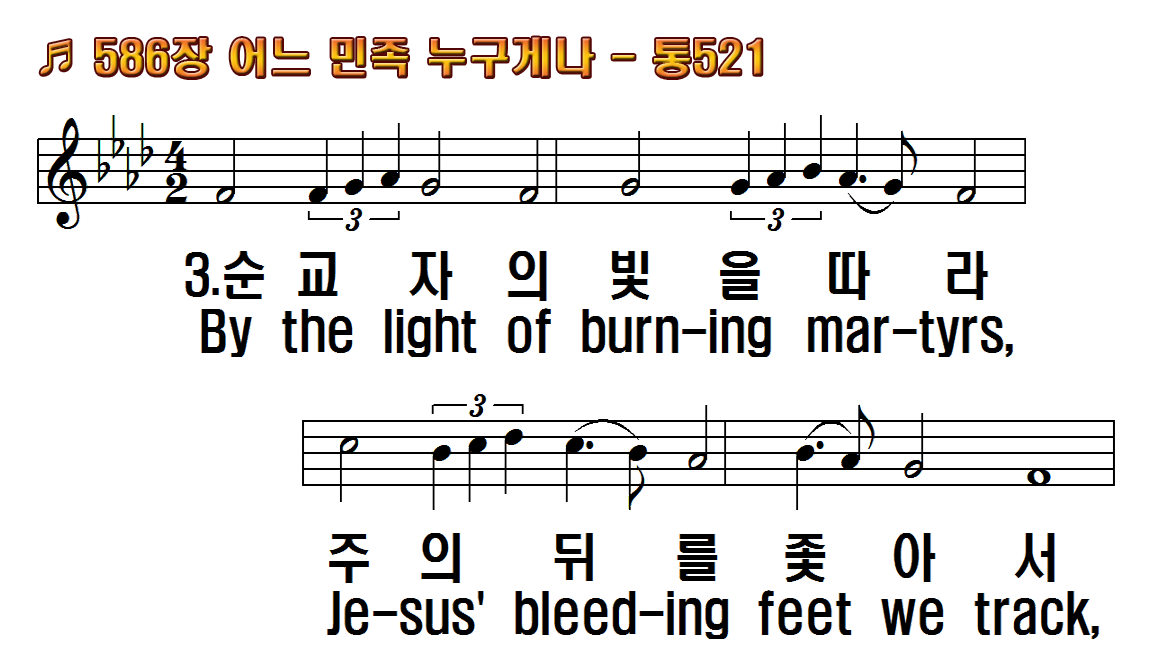 ♬ 586장 어느 민족 누구게나 - 통521
4
2
3 3
3.순 교 자 의 빛 을 따 라
By the light of burn-ing mar-tyrs,
3
주 의 뒤 를 좇 아 서
Je-sus' bleed-ing feet we track,